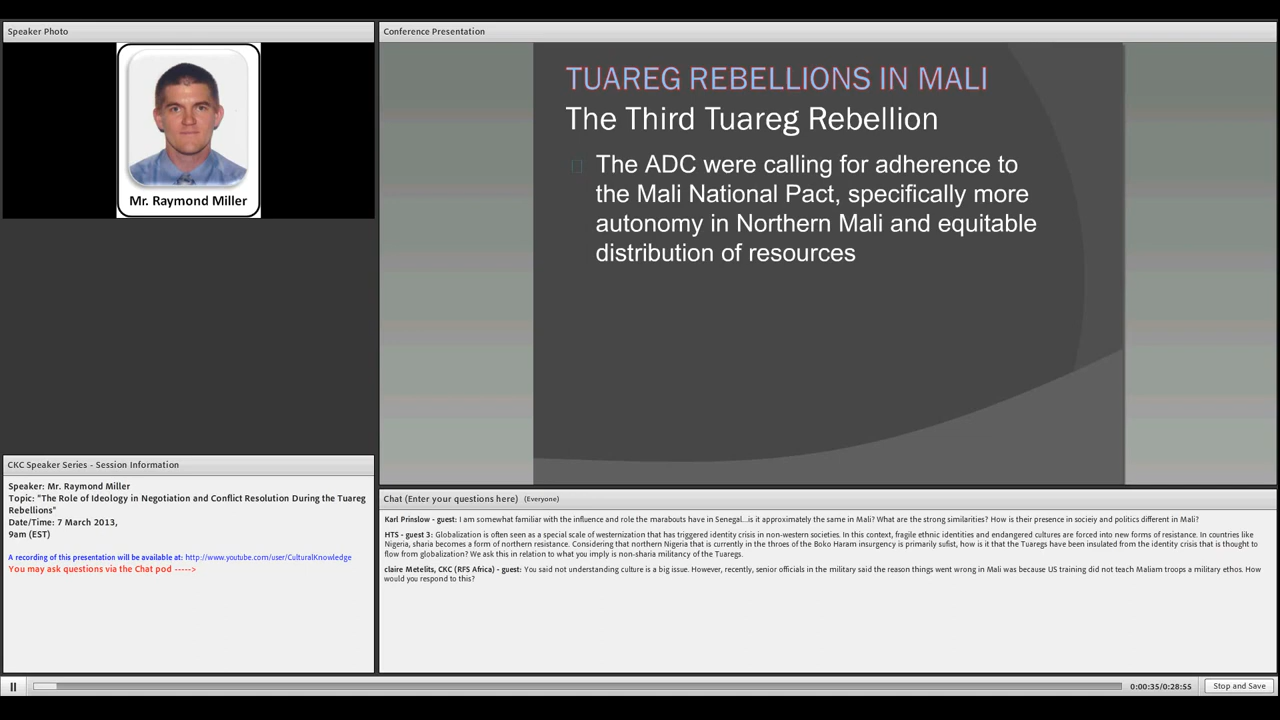 Speaker Photo
Mr. Raymond Miller
Conference Presentation
TUAREG REBELLIONS IN MALI
The Third Tuareg Rebellion
The ADC were calling for adherence to
the Mali National Pact, specifically more
autonomy in Northern Mali and equitable
distribution of resources
CKC Speaker Series - Session Information
Speaker: Mr. Raymond Miller
Topic: "The Role of Ideology in Negotiation and Conflict Resolution During the Tuareg
Rebellions"
Date/Time: 7 March 2013,
9am (EST)
A recording of this presentation will be available at: http://www.youtube.com/user/CulturalKnowledge
You may ask questions via the Chat pod ----->
Chat (Enter your questions here) (Everyone)
Karl Prinslow - guest: I am somewhat familiar with the influence and role the marabouts have in Senegal...is it approximately the same in Mali? What are the strong similarities? How is their presence in socieiy and politics different in Mali?
HTS - guest 3: Globalization is often seen as a special scale of westernization that has triggered identity crisis in non-western societies. In this context, fragile ethnic identities and endangered cultures are forced into new forms of resistance. In countries like
Nigeria, sharia becomes a form of northern resistance. Considering that northern Nigeria that is currently in the throes of the Boko Haram insurgency is primarily sufist, how is it that the Tuaregs have been insulated from the identity crisis that is thought to
flow from globalization? We ask this in relation to what you imply is non-sharia militancy of the Tuaregs.
claire Metelits, CKC (RFS Africa) - guest: You said not understanding culture is a big issue. However, recently, senior officials in the military said the reason things went wrong in Mali was because US training did not teach Maliam troops a military ethos. How
would you respond to this?
0:00:35/0:28:55
Stop and Save